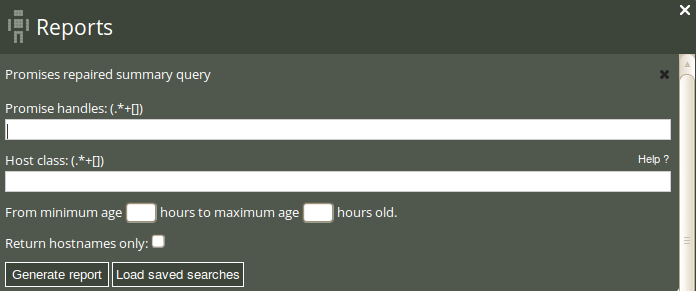 Reports
Promises repaired summary query
Promise handles: (.*+[])
Host class: (.*+[])
Help ?
From minimum age hours to maximum age hours old.
Return hostnames only:
Generate report Load saved searches